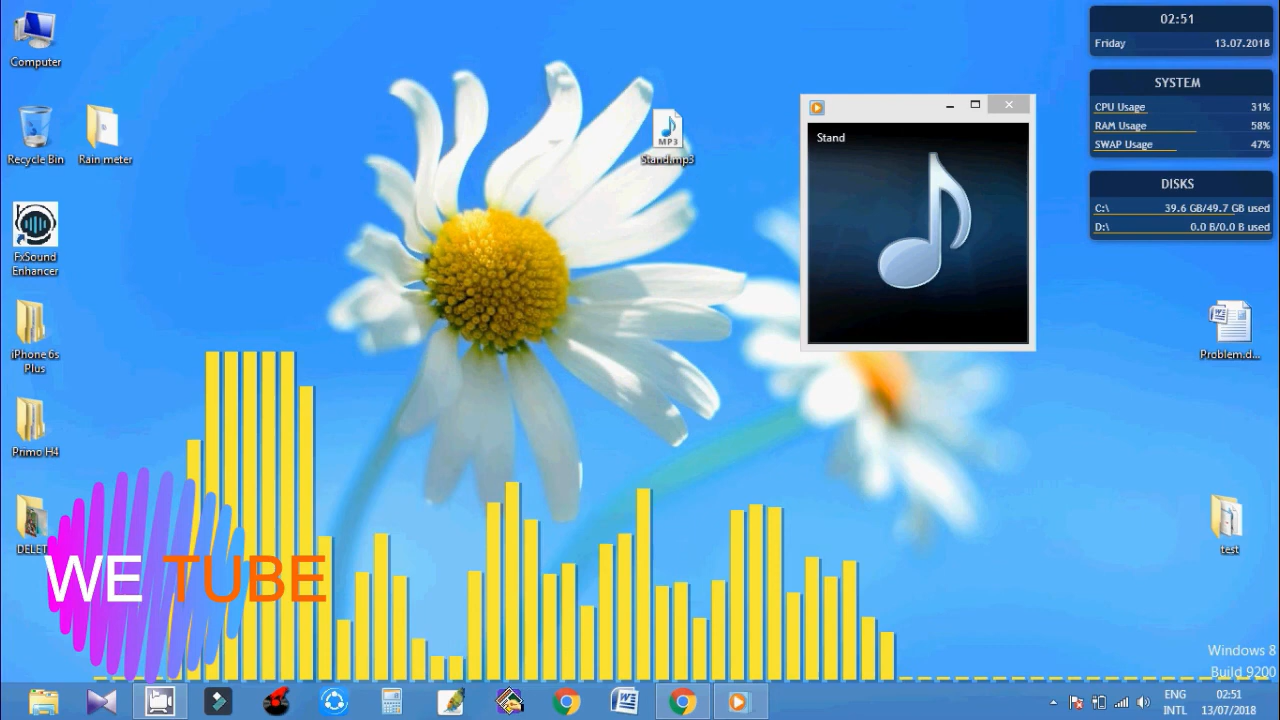 Computer
Recycle Bin
Rain meter
FxSound
Enhancer
iPhone 6s
Plus
Primo H4
DELET
WE TUBE
MP3
Stand.mp3
Stand
02:51
Friday 13.07.2018
SYSTEM
CPU Usage 31%
RAM Usage 58%
SWAP Usage 47%
DISKS
C:\ 39.6 GB/49.7 GB used
D:\ 0.0 B/0.0 B used
Problem.d...
test
Windows 8
Build 9200
ENG
INTL
02:51
13/07/2018